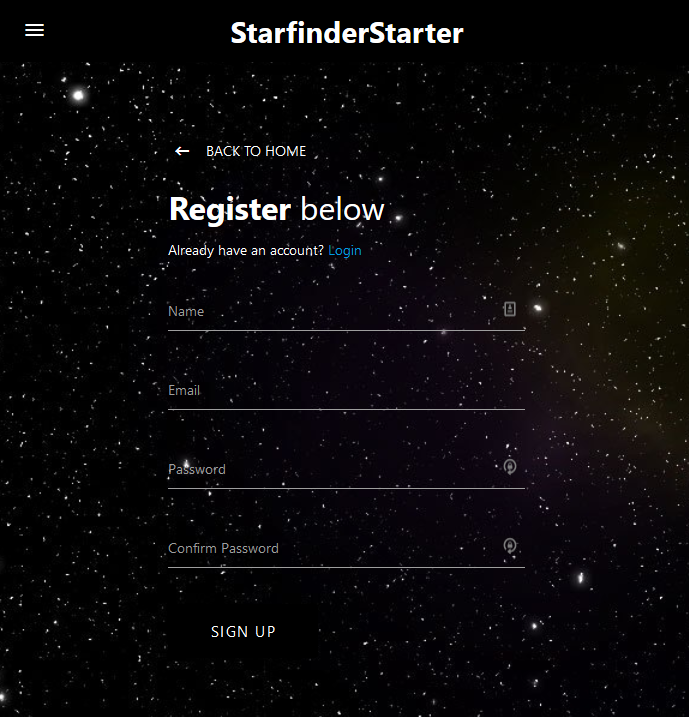 StarfinderStarter
BACK TO HOME
Register below
Already have an account? Login
Name
Email
Password
Confirm Password
SIGN UP